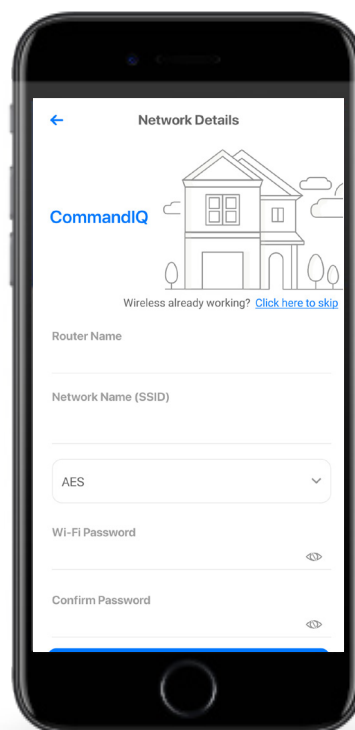 Network Details
CommandIQ
Wireless already working? Click here to skip
Router Name
Network Name (SSID)
AES
Wi-Fi Password
Confirm Password